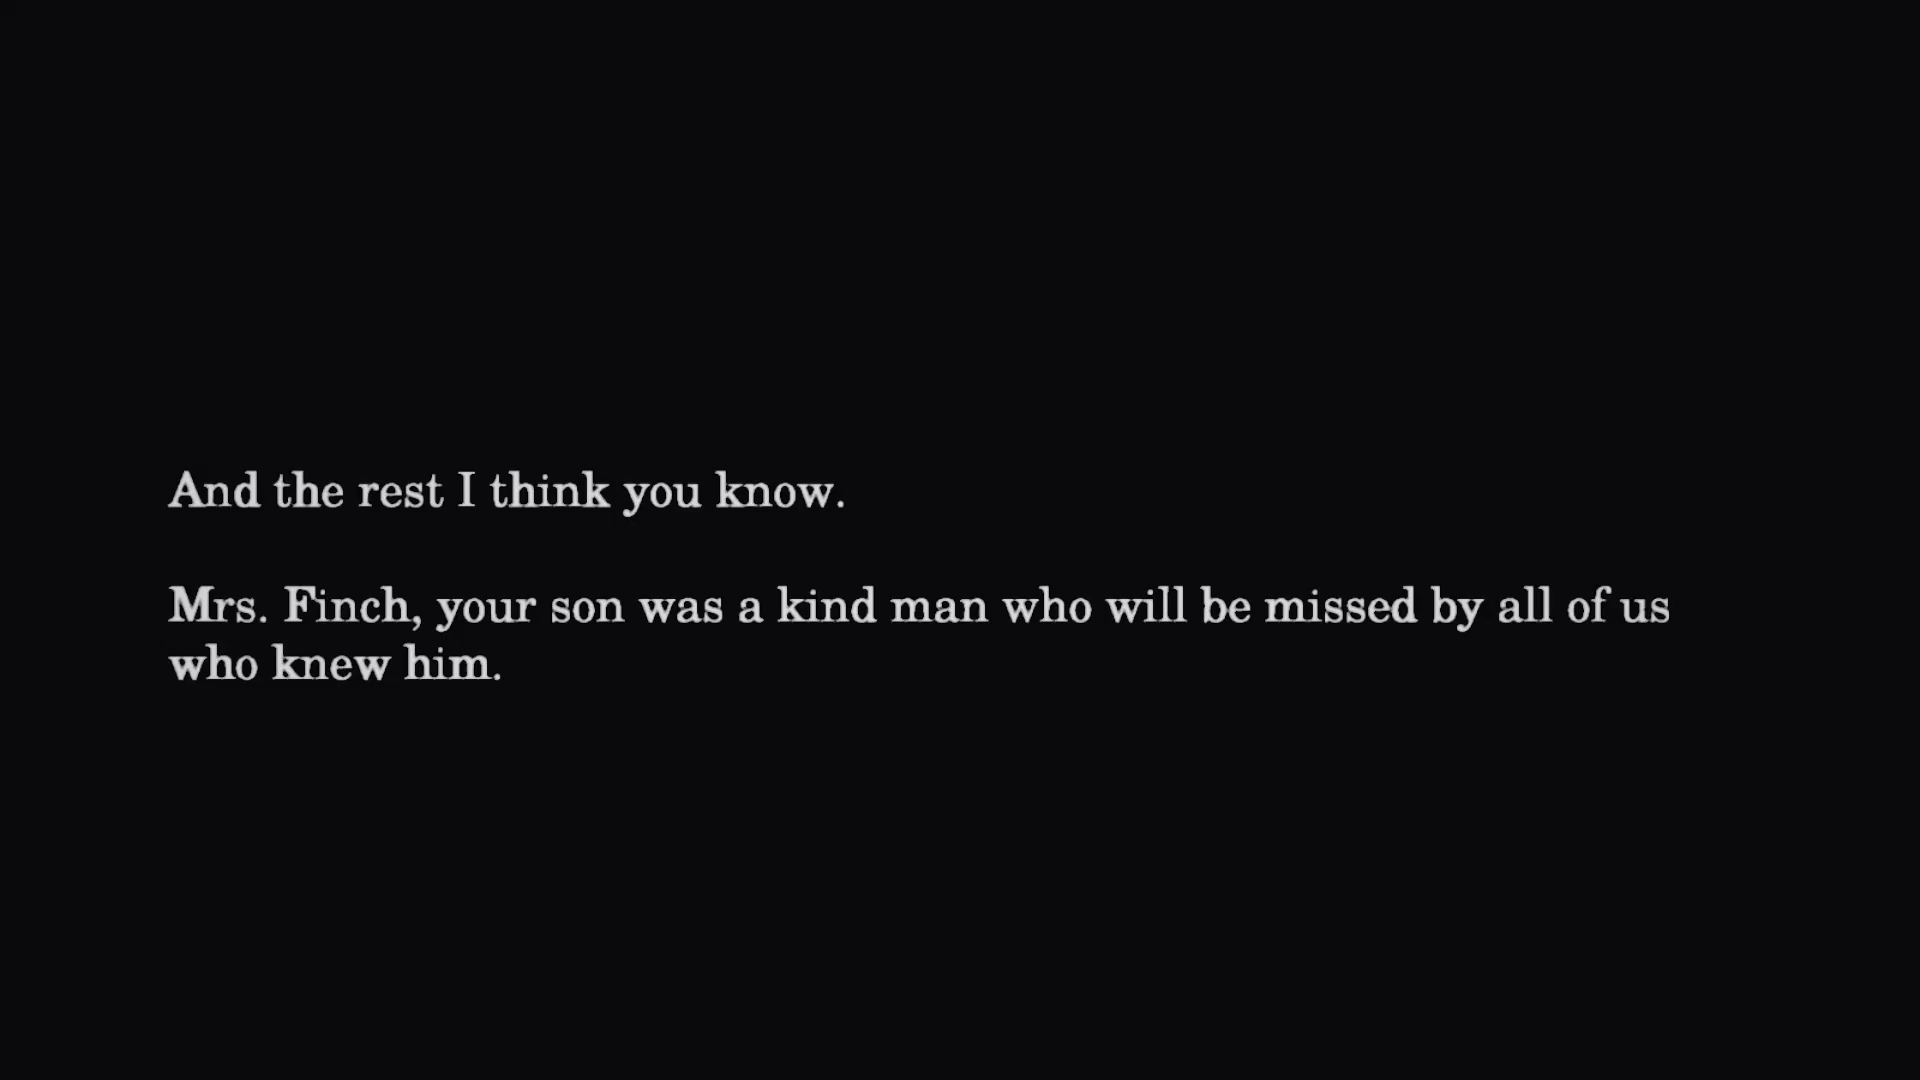 And the rest I think you know.
Mrs. Finch, your son was a kind man who will be missed by all of us
who knew him.